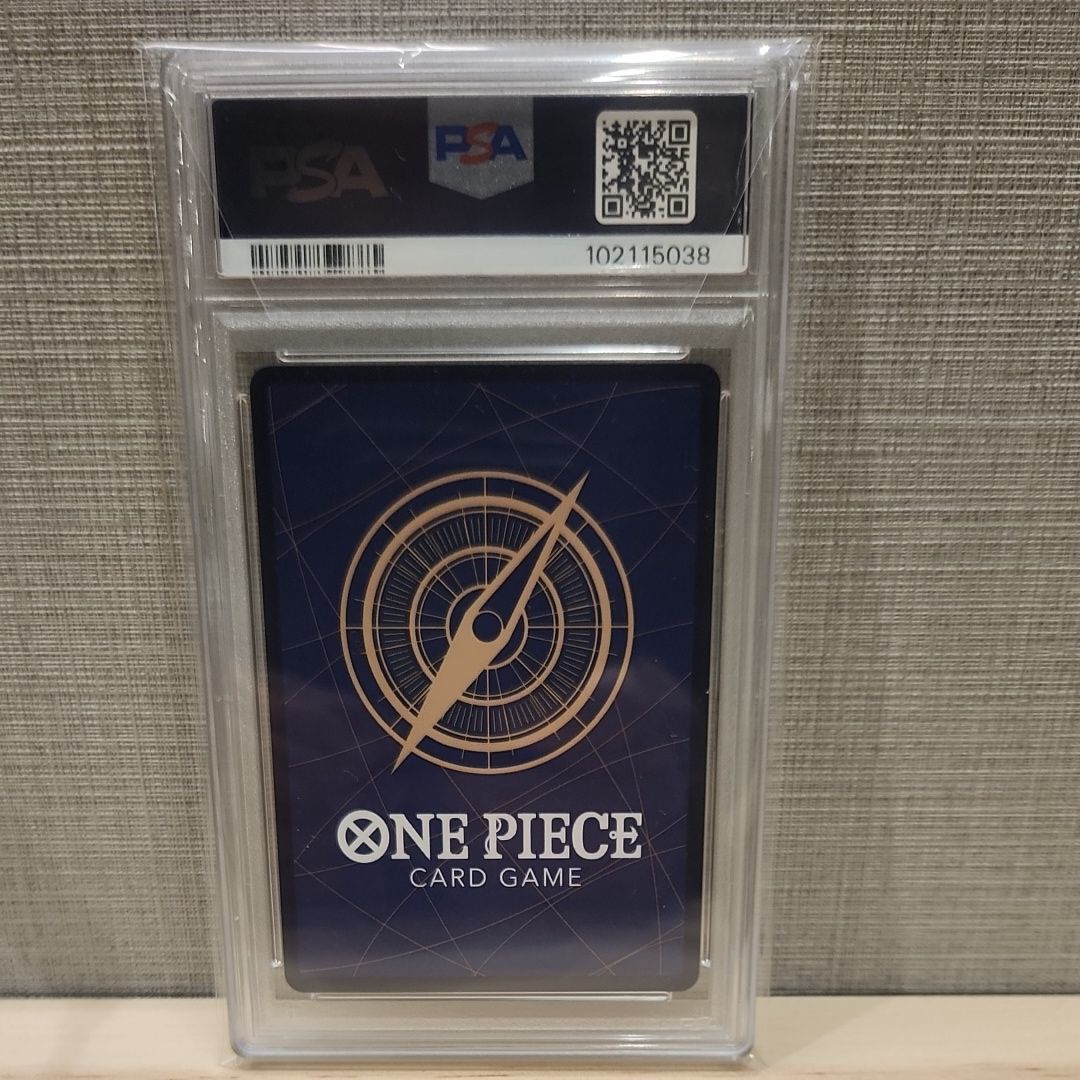 PSA
PSA
102115038
ONE PIECE
CARD GAME